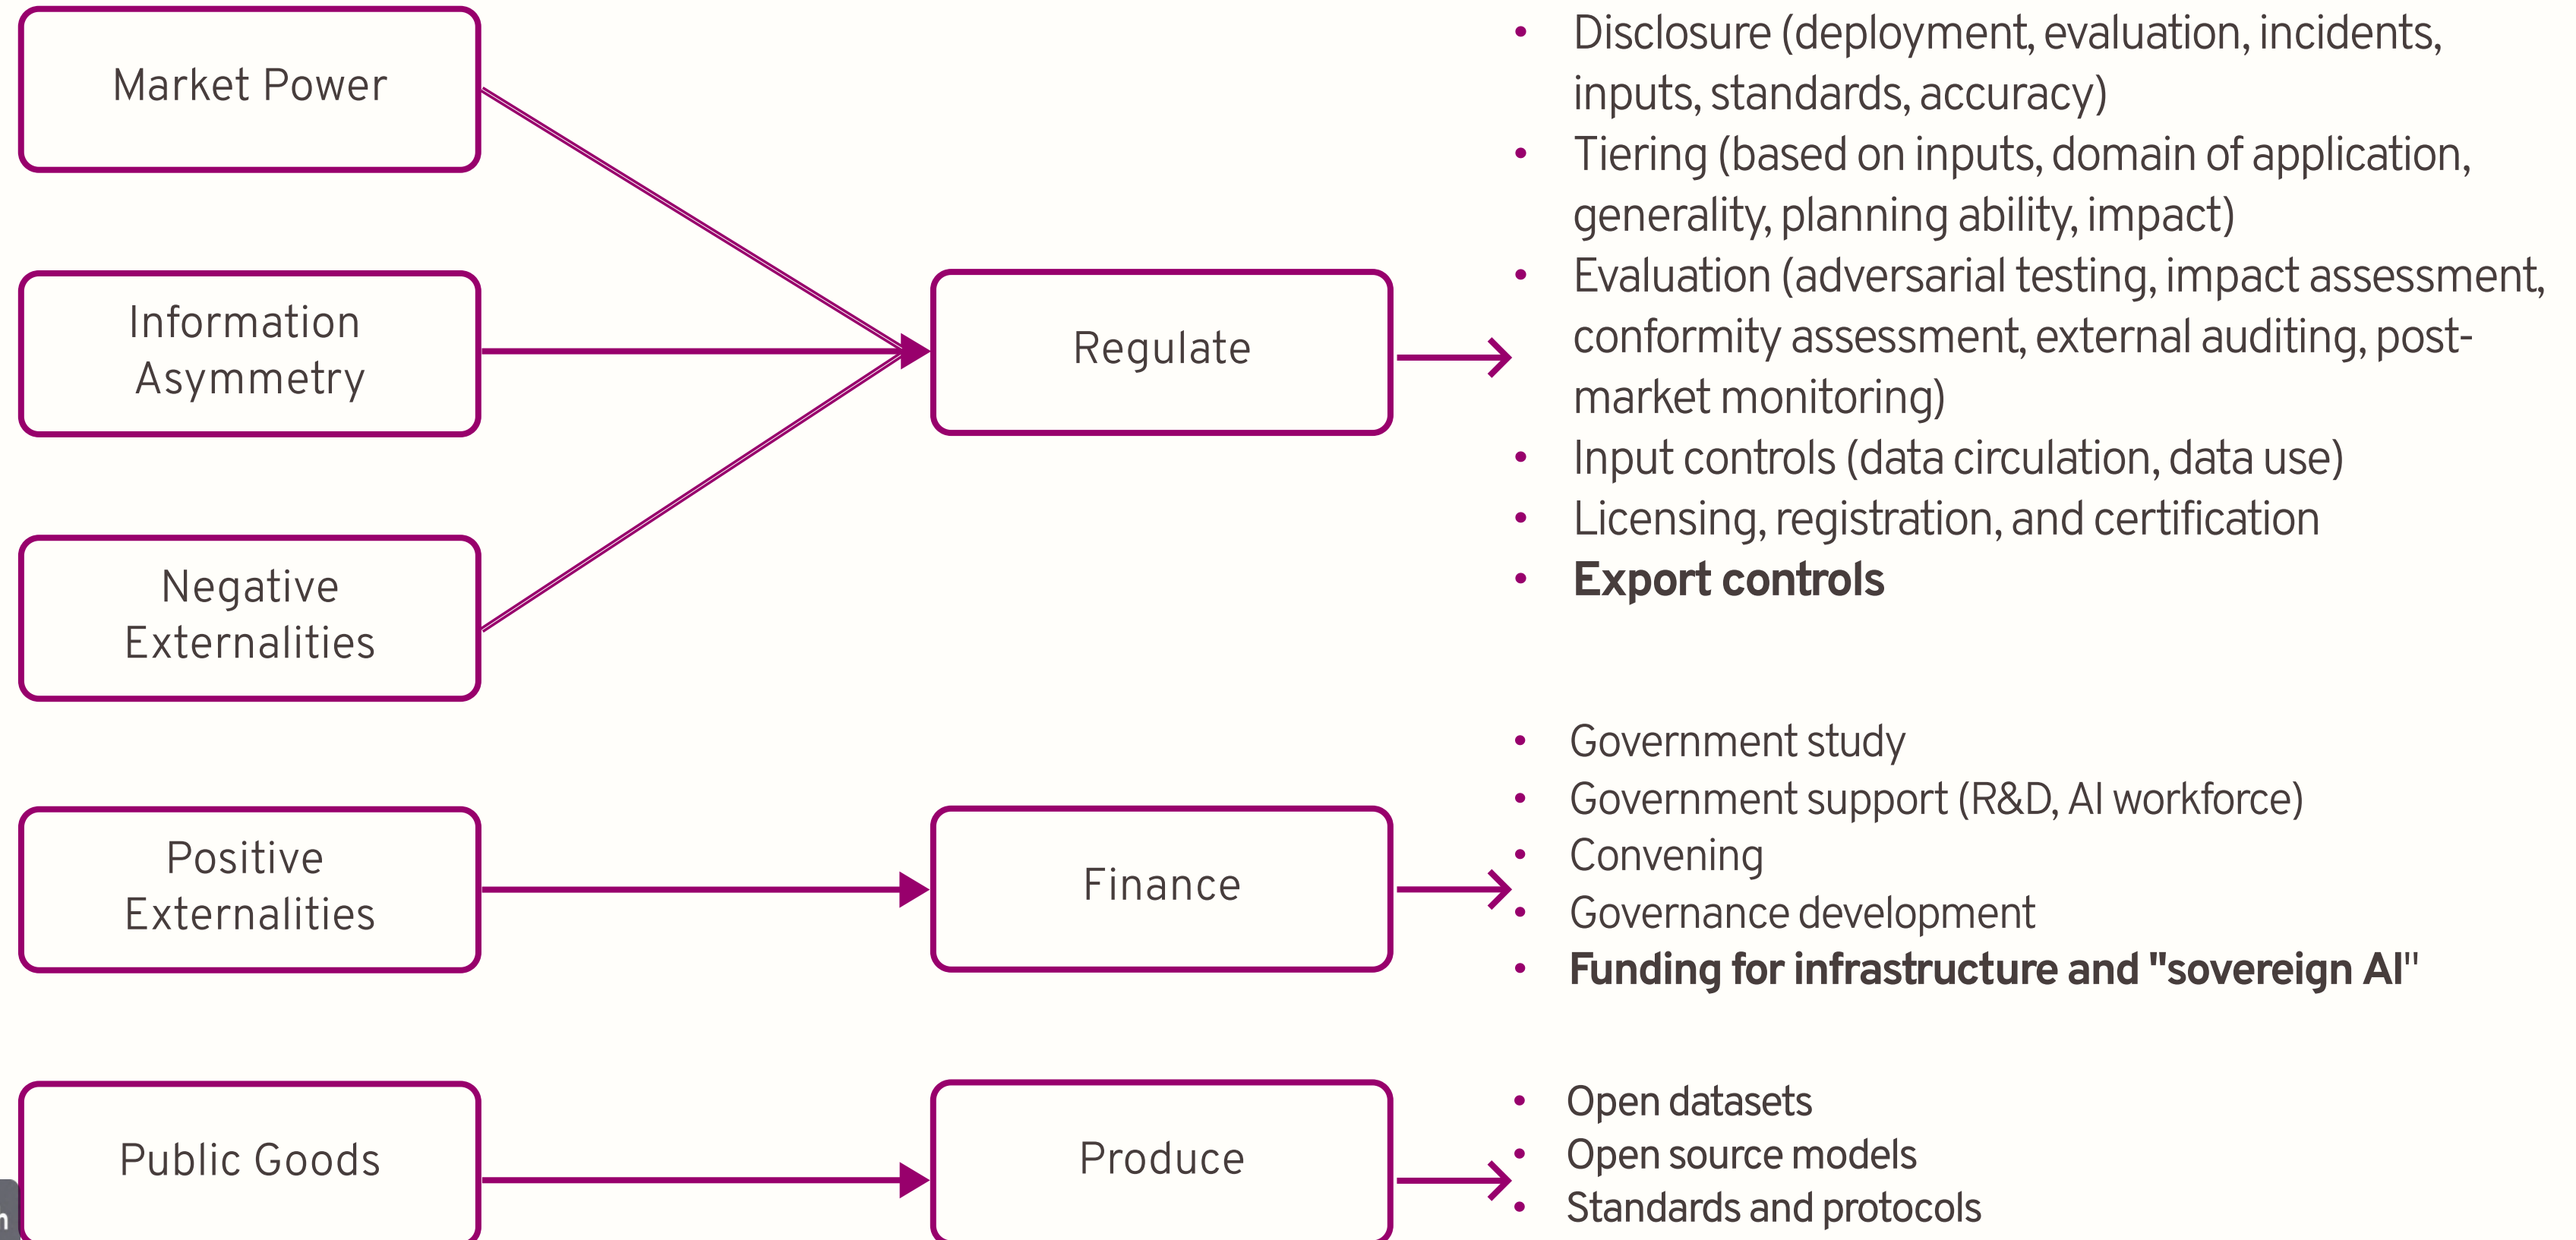 Market Power
Information
Asymmetry
Negative
Externalities
Positive
Externalities
Public Goods
Regulate
Finance
Produce
• Disclosure (deployment, evaluation, incidents,
inputs, standards, accuracy)
• Tiering (based on inputs, domain of application,
generality, planning ability, impact)
• Evaluation (adversarial testing, impact assessment,
conformity assessment, external auditing, post-
market monitoring)
• Input controls (data circulation, data use)
• Licensing, registration, and certification
• Export controls
• Government study
• Government support (R&D, AI workforce)
• Convening
• Governance development
• Funding for infrastructure and "sovereign AI"
• Open datasets
• Open source models
• Standards and protocols